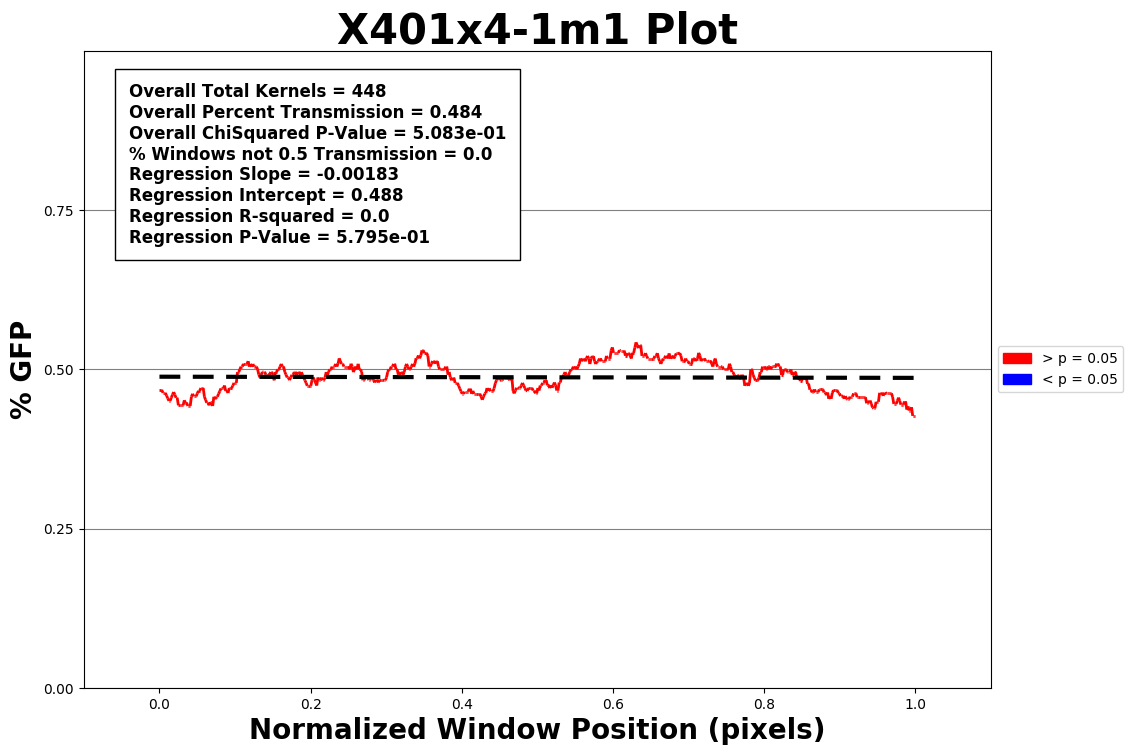 X401x4-1m1 Plot
Overall Total Kernels = 448
Overall Percent Transmission = 0.484
Overall ChiSquared P-Value = 5.083e-01
% Windows not 0.5 Transmission = 0.0
Regression Slope = -0.00183
Regression Intercept = 0.488
Regression R-squared = 0.0
Regression P-Value = 5.795e-01
% GFP
0.75
0.50
0.25
0.00
> p = 0.05
< p = 0.05
0.0 0.2 0.4 0.6 0.8 1.0
Normalized Window Position (pixels)